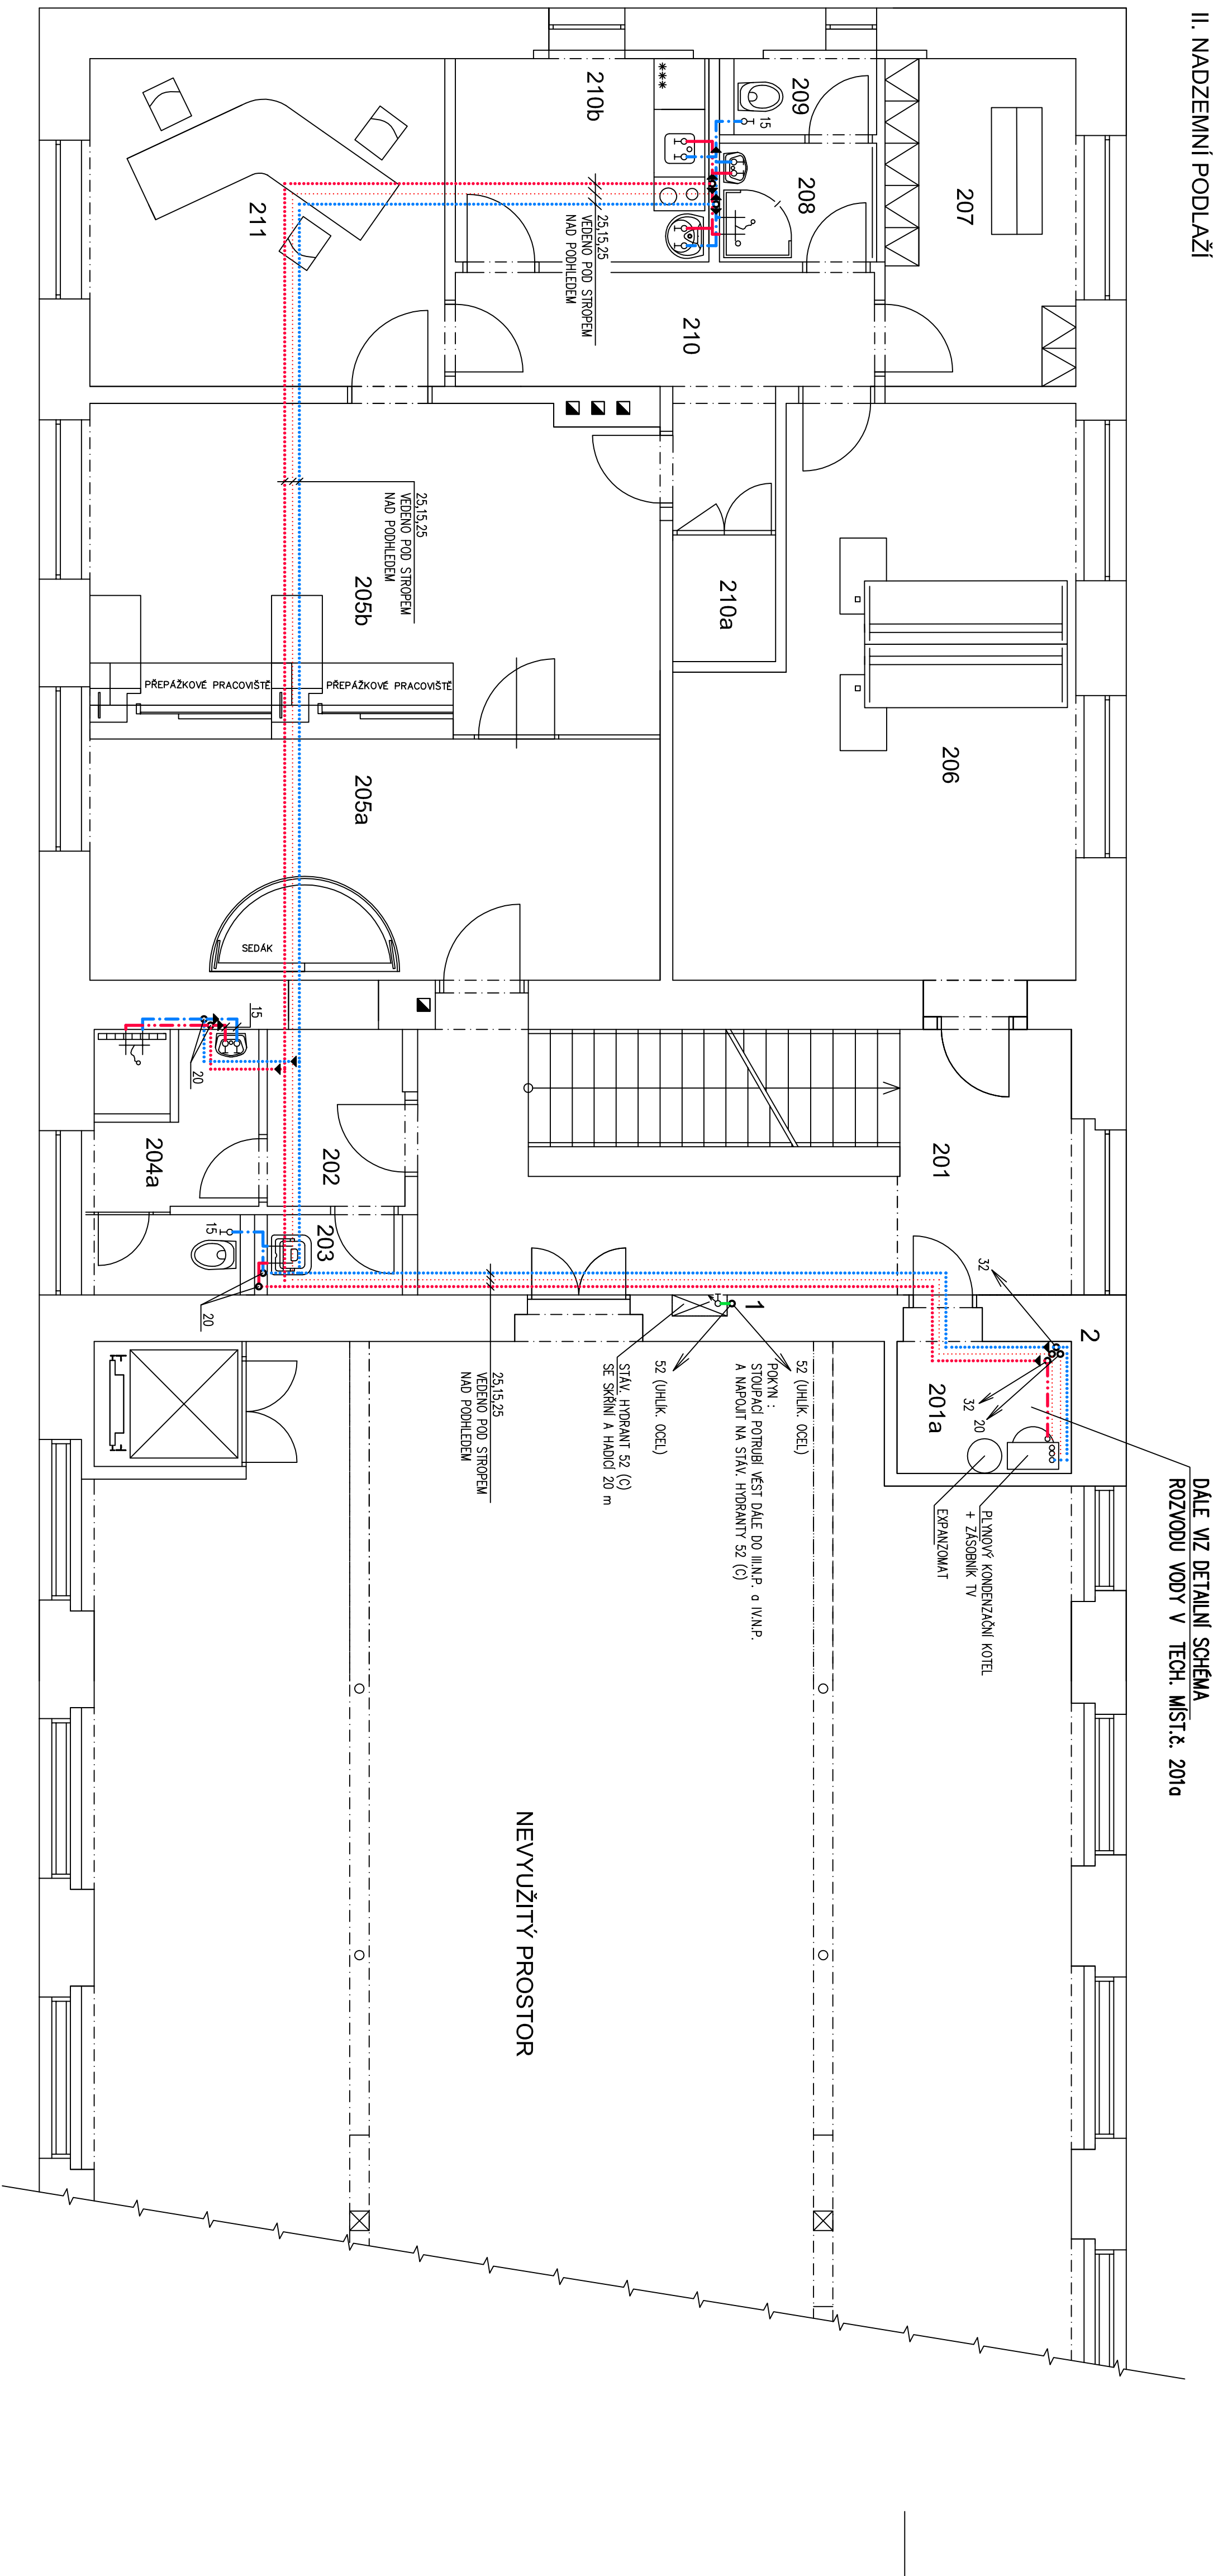 II. NADZEMNÍ PODLAŽÍ
DÁLE VIZ DETAILNÍ SCHÉMA
ROZVODU VODY V TECH. MÍST.č. 201a
207
209
15
208
210b
***
25,15,25
VEDENO POD STROPEM
NAD PODHLEDEM
210
211
25,15,25
VEDENO POD STROPEM
NAD PODHLEDEM
205b
210a
206
PŘEPÁŽKOVÉ PRACOVIŠTĚ
PŘEPÁŽKOVÉ PRACOVIŠTĚ
205a
SEDÁK
15
20
204a
202
201
203
15
20
32
2
1
201a
32
20
52 (UHLÍK. OCEL)
POKYN :
STOUPACÍ POTRUBÍ VÉST DÁLE DO III.N.P. a IV.N.P.
A NAPOJIT NA STÁV. HYDRANTY 52 (C)
52 (UHLÍK. OCEL)
STÁV. HYDRANT 52 (C)
SE SKŘÍNÍ A HADICÍ 20 m
25,15,25
VEDENO POD STROPEM
NAD PODHLEDEM
PLYNOVÝ KONDENZAČNÍ KOTEL
+ ZÁSOBNÍK TV
EXPANZOMAT
NEVYUŽITÝ PROSTOR